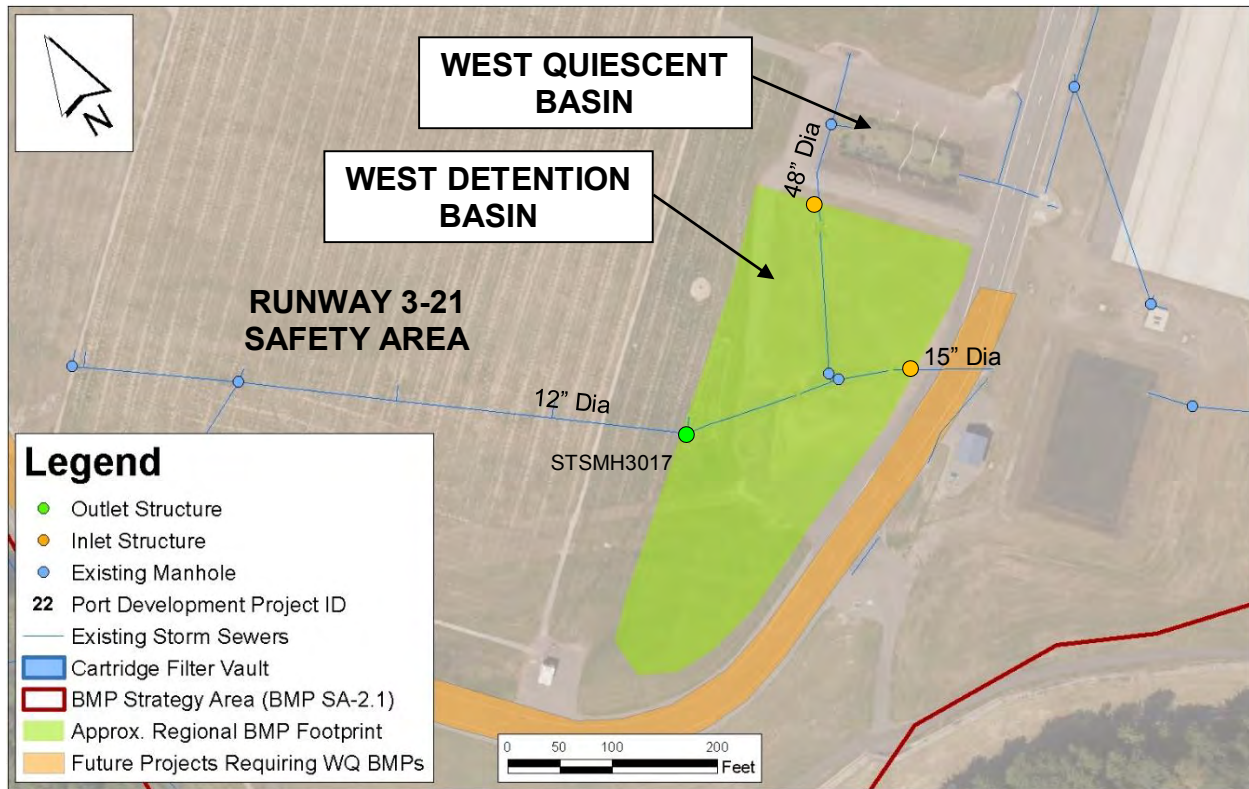 N
WEST QUIESCENT
BASIN
WEST DETENTION
BASIN
48” Dia
RUNWAY 3-21
SAFETY AREA
15” Dia
12” Dia
STSMH3017
Legend
Outlet Structure
Inlet Structure
Existing Manhole
22 Port Development Project ID
Existing Storm Sewers
Cartridge Filter Vault
BMP Strategy Area (BMP SA-2.1)
Approx. Regional BMP Footprint
Future Projects Requiring WQ BMPs
0 50 100 200
Feet